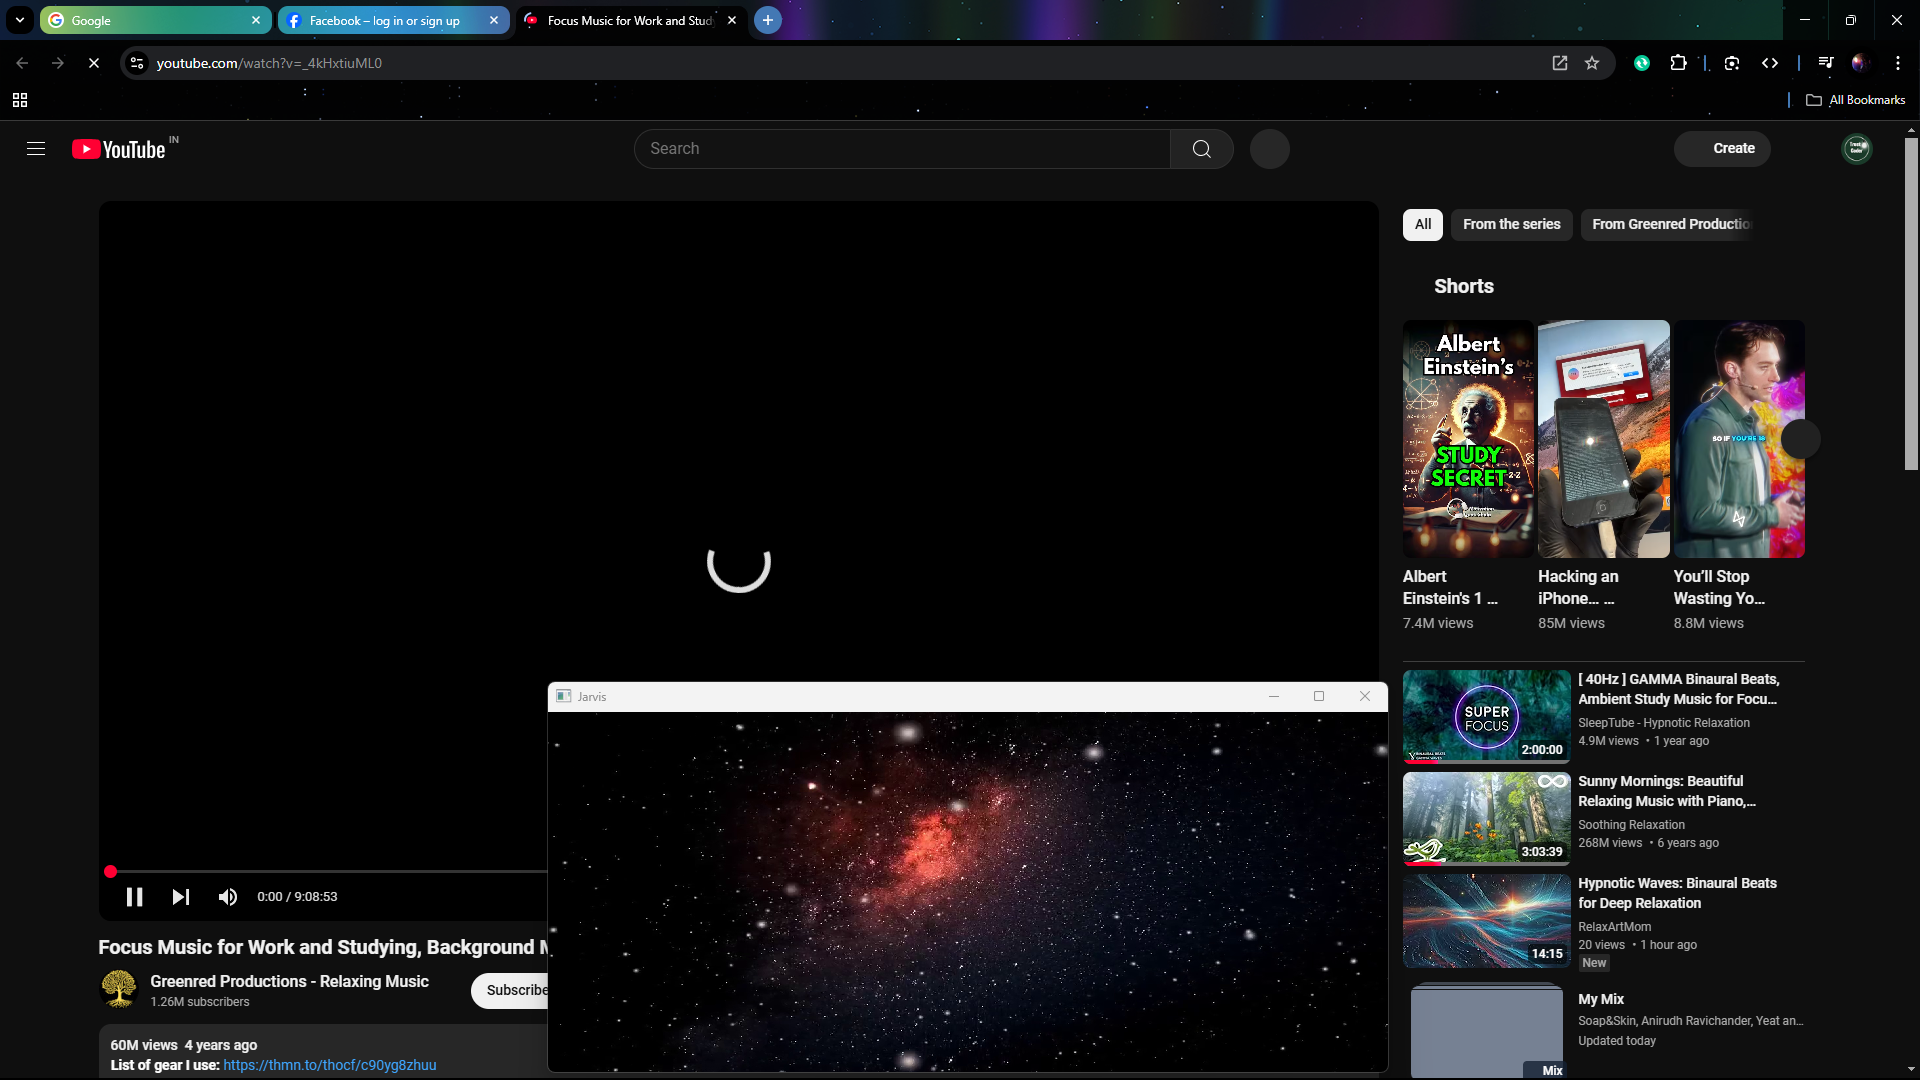 Google
Facebook – log in or sign up
Focus Music for Work and Stud
youtube.com/watch?v=_4kHxtiuML0
All Bookmarks
YouTube IN
Search
Create
All
From the series
From Greenred Productio
Shorts
Albert
Einstein's
STUDY
SECRET
SO IF YOU'RE 18
Albert
Einstein's 1 ...
7.4M views
Hacking an
iPhone... ...
85M views
You'll Stop
Wasting Yo...
8.8M views
SUPER
FOCUS
2:00:00
[ 40Hz ] GAMMA Binaural Beats,
Ambient Study Music for Focu...
SleepTube - Hypnotic Relaxation
4.9M views • 1 year ago
3:03:39
Sunny Mornings: Beautiful
Relaxing Music with Piano,...
Soothing Relaxation
268M views • 6 years ago
14:15
Hypnotic Waves: Binaural Beats
for Deep Relaxation
RelaxArtMom
20 views • 1 hour ago
New
Mix
My Mix
Soap&Skin, Anirudh Ravichander, Yeat an...
Updated today
Jarvis
0:00 / 9:08:53
Focus Music for Work and Studying, Background
Greenred Productions - Relaxing Music
1.26M subscribers
Subscribe
60M views 4 years ago
List of gear I use: https://thmn.to/thocf/c90yg8zhuu